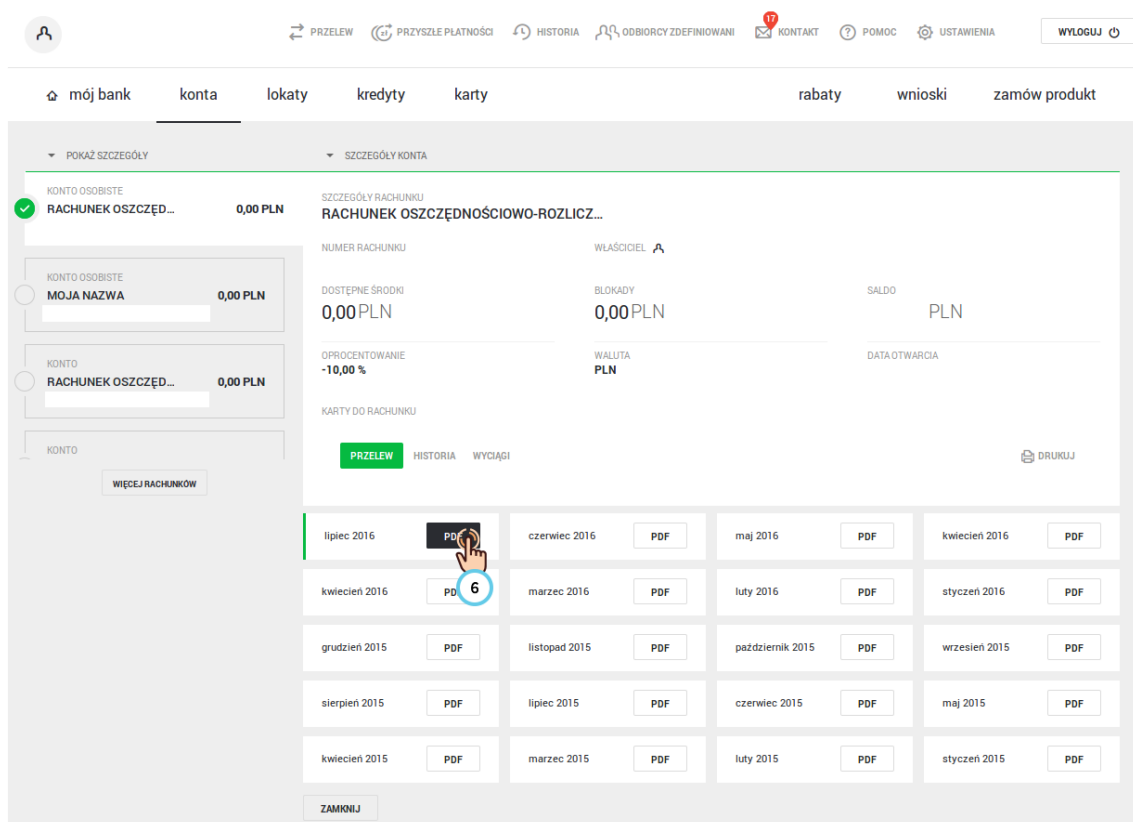 17
PRZELEW PRZYSZŁE PŁATNOŚCI HISTORIA ODBIORCY ZDEFINIOWANI KONTAKT POMOC USTAWIENIA WYLOGUJ
mój bank konta lokaty kredyty karty rabaty wnioski zamów produkt
POKAŻ SZCZEGÓŁY
SZCZEGÓŁY KONTA
KONTO OSOBISTE
RACHUNEK OSZCZĘD... 0,00 PLN
KONTO OSOBISTE
MOJA NAZWA 0,00 PLN
KONTO
RACHUNEK OSZCZĘD... 0,00 PLN
KONTO
WIĘCEJ RACHUNKÓW
SZCZEGÓŁY RACHUNKU
RACHUNEK OSZCZĘDNOŚCIOWO-ROZLICZ...
NUMER RACHUNKU WŁAŚCICIEL
DOSTĘPNE ŚRODKI BLOKADY SALDO
0,00 PLN 0,00 PLN PLN
OPROCENTOWANIE WALUTA DATA OTWARCIA
-10,00 % PLN
KARTY DO RACHUNKU
PRZELEW HISTORIA WYCIĄGI DRUKUJ
lipiec 2016 PDF czerwiec 2016 PDF maj 2016 PDF kwiecień 2016 PDF
6
kwiecień 2016 PDF marzec 2016 PDF luty 2016 PDF styczeń 2016 PDF
grudzień 2015 PDF listopad 2015 PDF październik 2015 PDF wrzesień 2015 PDF
sierpień 2015 PDF lipiec 2015 PDF czerwiec 2015 PDF maj 2015 PDF
kwiecień 2015 PDF marzec 2015 PDF luty 2015 PDF styczeń 2015 PDF
ZAMKNIJ